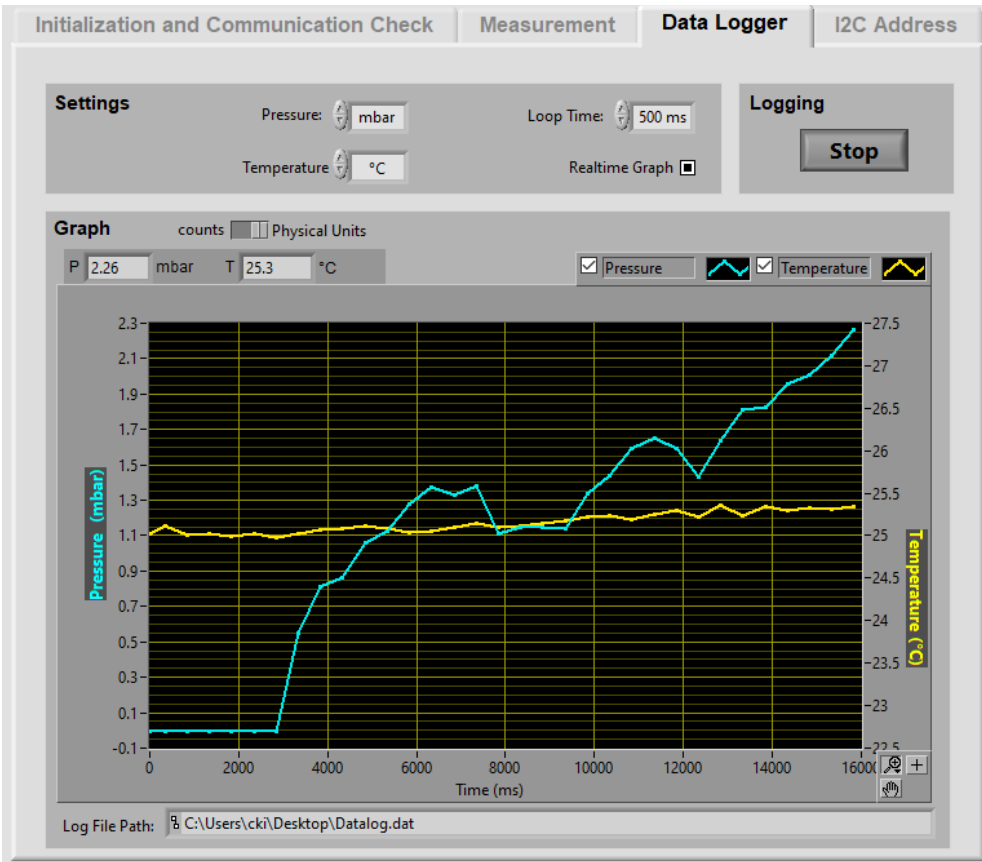 Initialization and Communication Check Measurement Data Logger I2C Address
Settings
Pressure: mbar
Loop Time: 500 ms
Temperature °C
Realtime Graph
Logging
Stop
Graph counts Physical Units
P 2.26 mbar T 25.3 °C
Pressure Temperature
2.3
2.1
1.9
1.7
1.5
1.3
1.1
0.9
0.7
0.5
0.3
0.1
-0.1
Pressure (mbar)
27.5
27
26.5
26
25.5
25
24.5
24
23.5
23
22.5
Temperature (°C)
0 2000 4000 6000 8000 10000 12000 14000 16000
Time (ms)
Log File Path: C:\Users\cki\Desktop\Datalog.dat